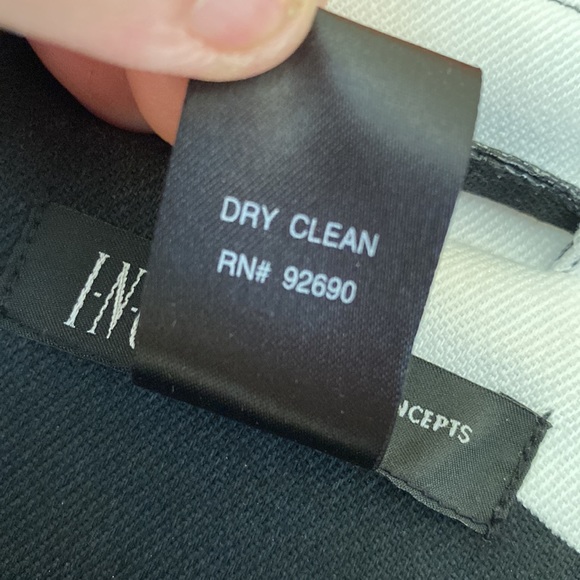 DRY CLEAN
RN# 92690
I·N·
NCEPTS